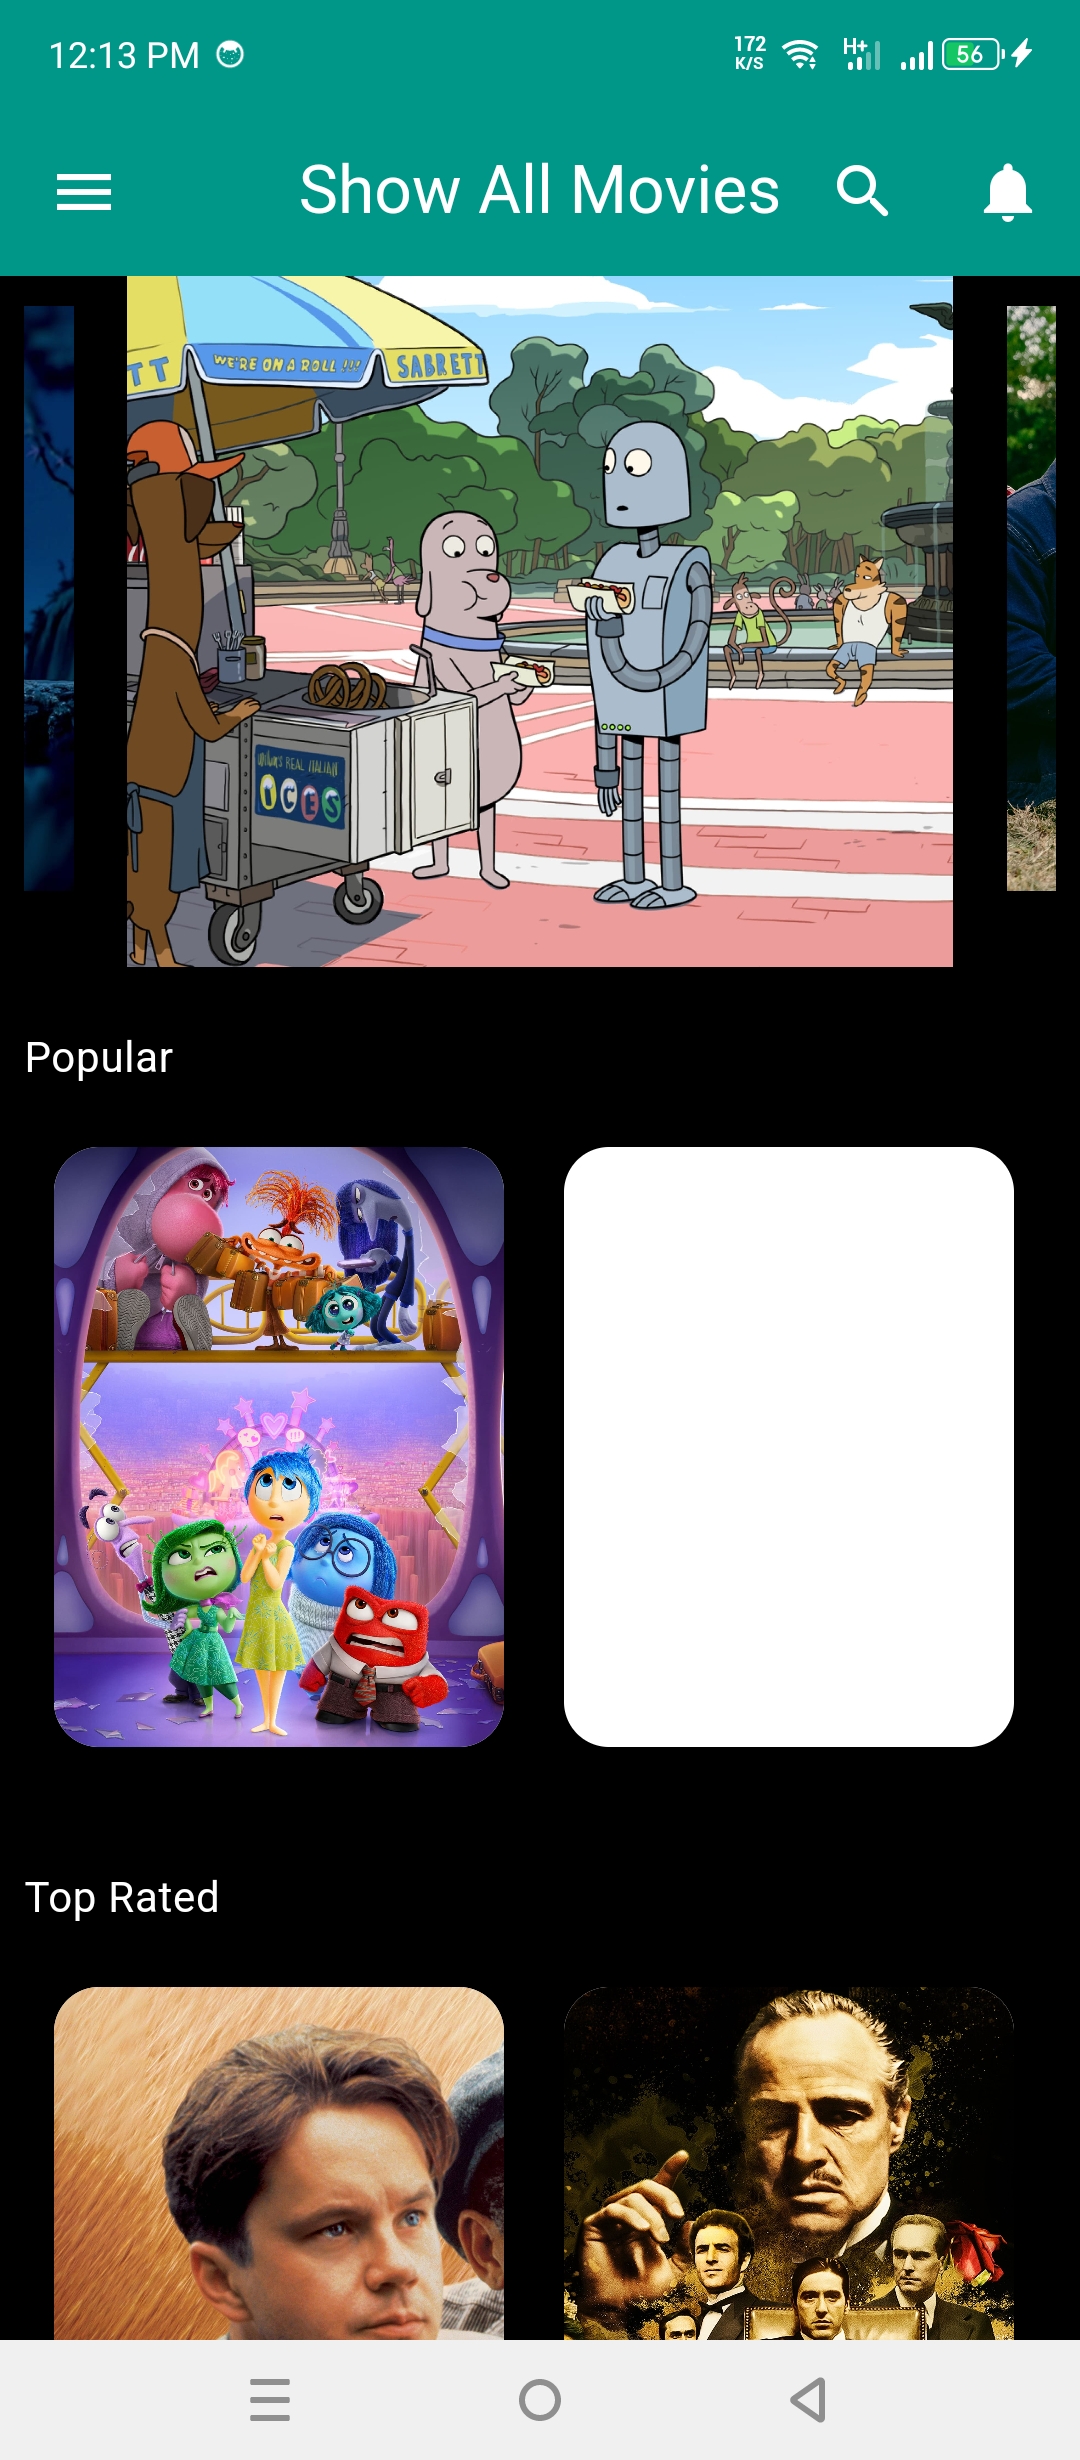 12:13 PM
172
K/S
H+
56
Show All Movies
TT
WE'RE ON A ROLL !!!
SABRETT
REAL ITALIAN
ICES
Popular
Top Rated